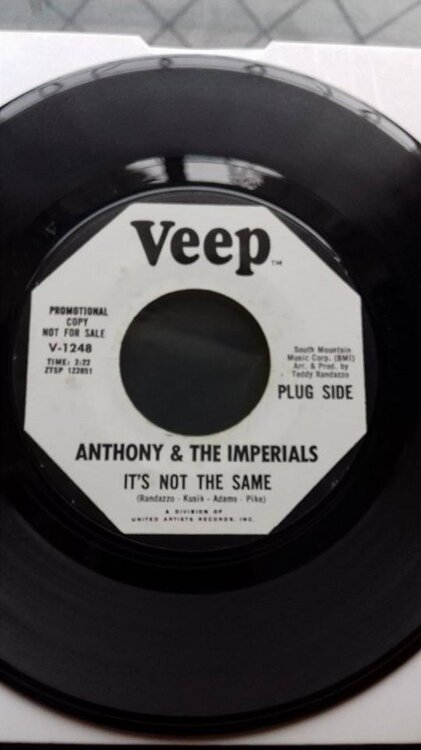 Veep™
PROMOTIONAL
COPY
NOT FOR SALE
V-1248
TIME: 2:22
ZTSP 122851
South Mountain
Music Corp. (BMI)
Arr. & Prod. by
Teddy Randazzo
PLUG SIDE
ANTHONY & THE IMPERIALS
IT'S NOT THE SAME
(Randazzo - Kusik - Adams - Pike)
A DIVISION OF
UNITED ARTISTS RECORDS, INC.